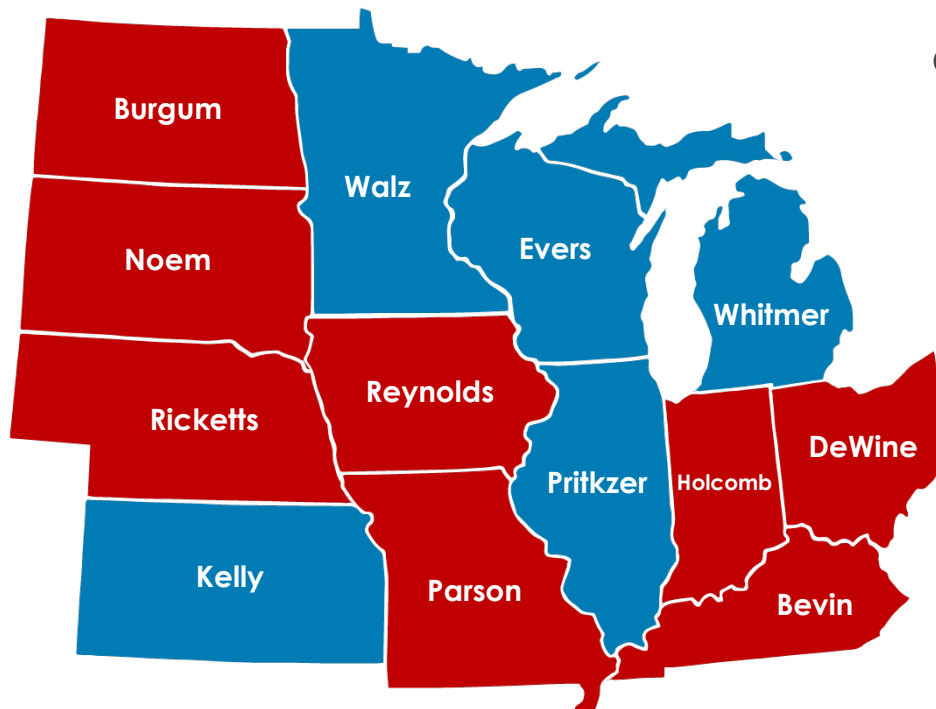 Burgum
Walz
Noem
Evers
Whitmer
Reynolds
Ricketts
DeWine
Pritkzer
Holcomb
Kelly
Parson
Bevin